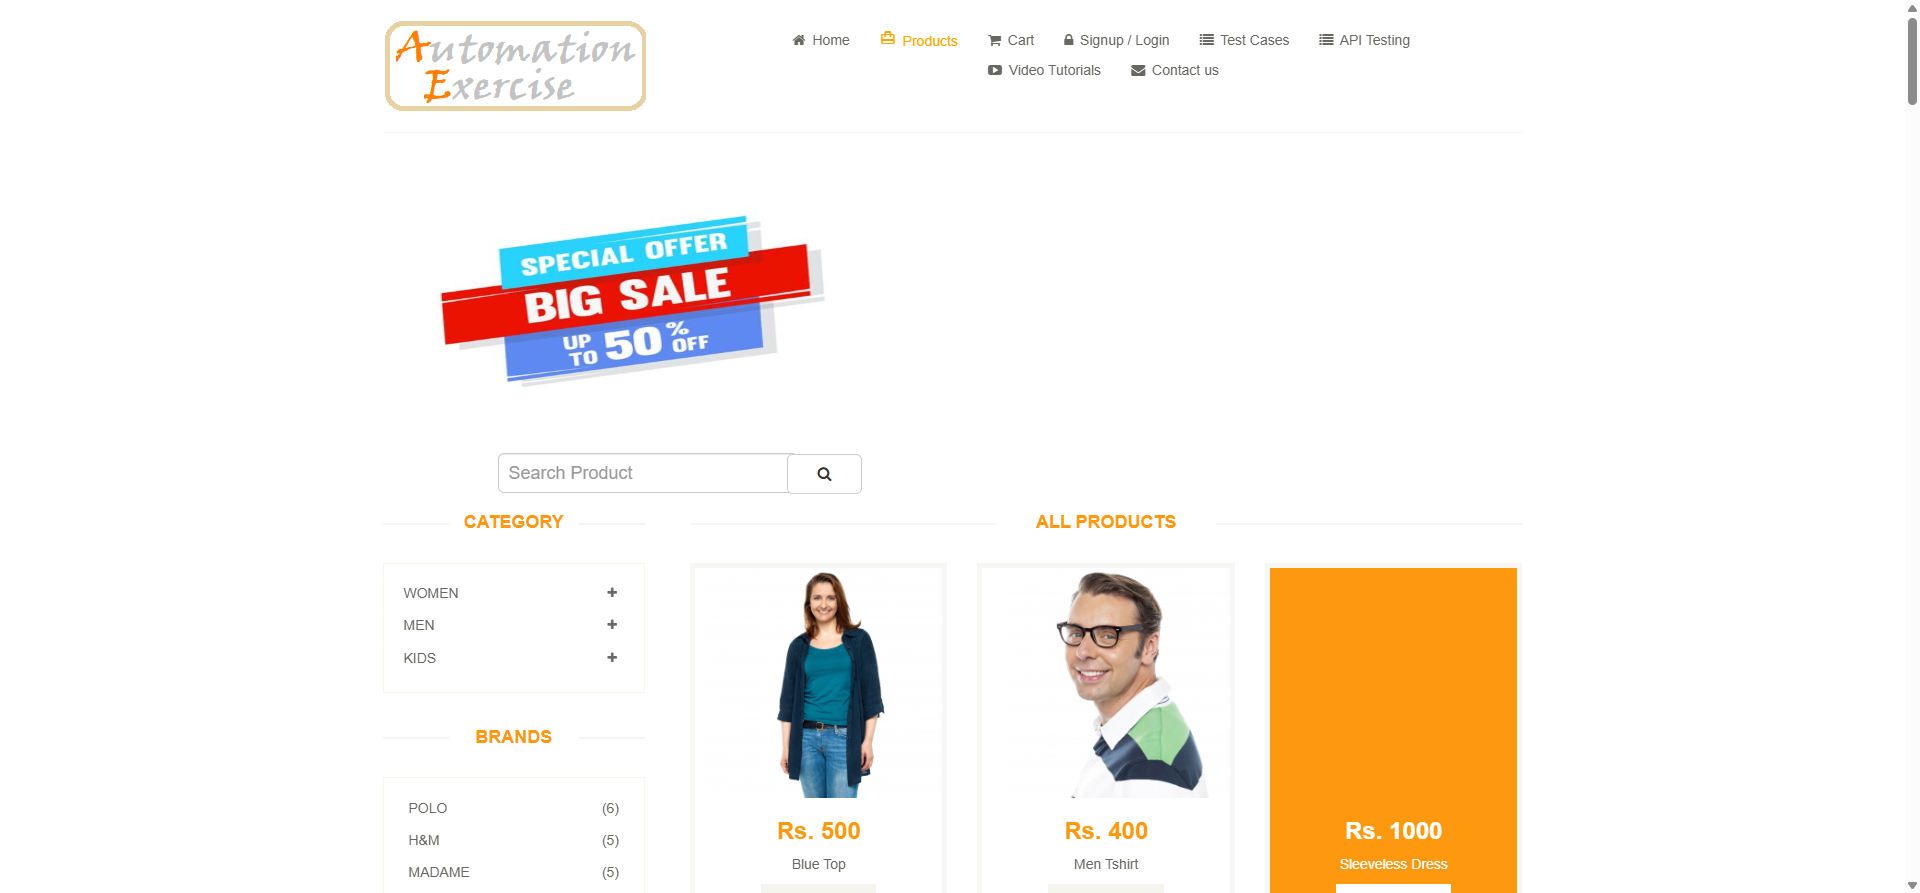 Automation
Exercise
Home
Products
Cart
Signup / Login
Test Cases
API Testing
Video Tutorials
Contact us
SPECIAL OFFER
BIG SALE
UP TO 50% OFF
Search Product
CATEGORY
WOMEN
MEN
KIDS
BRANDS
POLO (6)
H&M (5)
MADAME (5)
ALL PRODUCTS
Rs. 500
Blue Top
Rs. 400
Men Tshirt
Rs. 1000
Sleeveless Dress